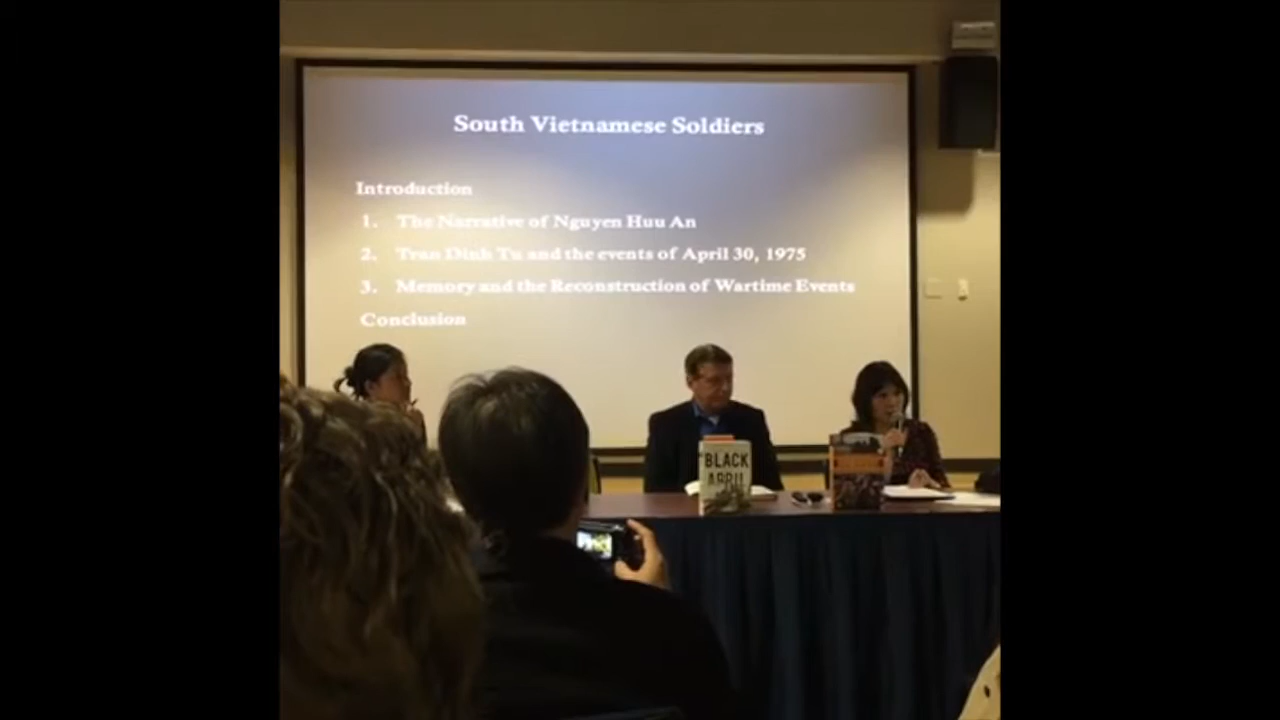 South Vietnamese Soldiers
Introduction
1. The Narrative of Nguyen Huu An
2. Tran Dinh Tu and the events of April 30, 1975
3. Memory and the Reconstruction of Wartime Events
Conclusion
BLACK
APRIL